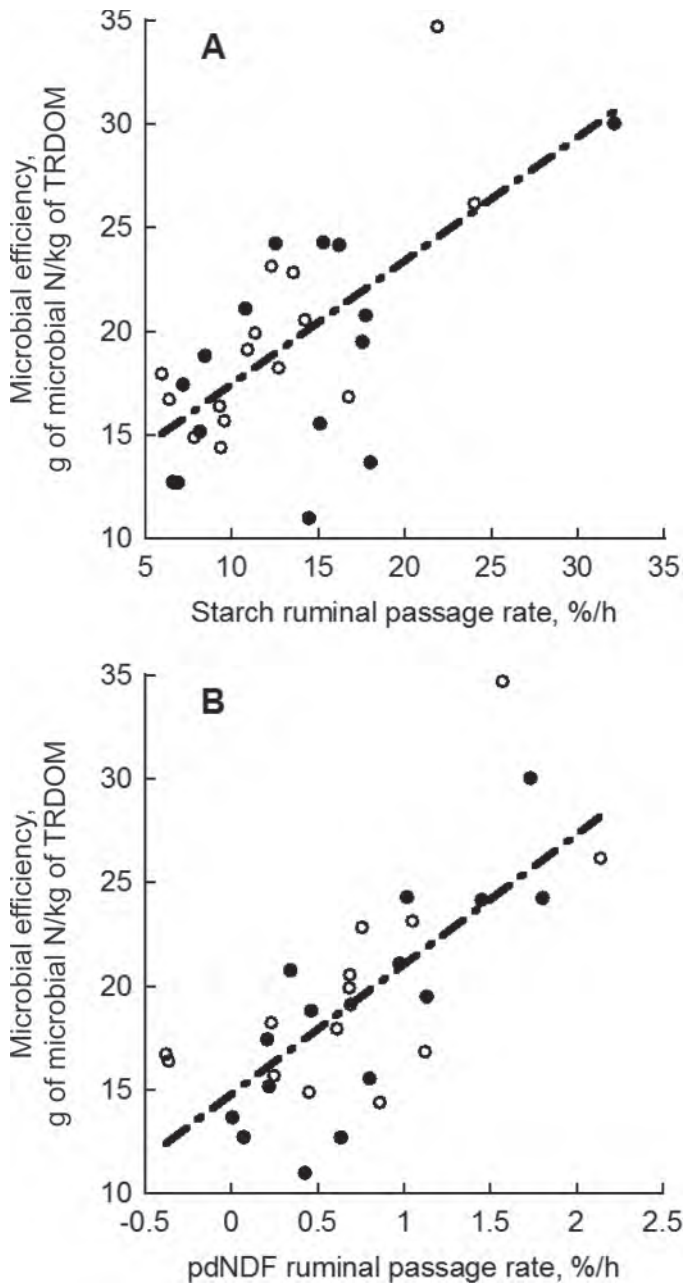 A
35
30
25
20
15
10
Microbial efficiency,
g of microbial N/kg of TRDOM
5 10 15 20 25 30 35
Starch ruminal passage rate, %/h
B
35
30
25
20
15
10
Microbial efficiency,
g of microbial N/kg of TRDOM
-0.5 0 0.5 1 1.5 2 2.5
pdNDF ruminal passage rate, %/h